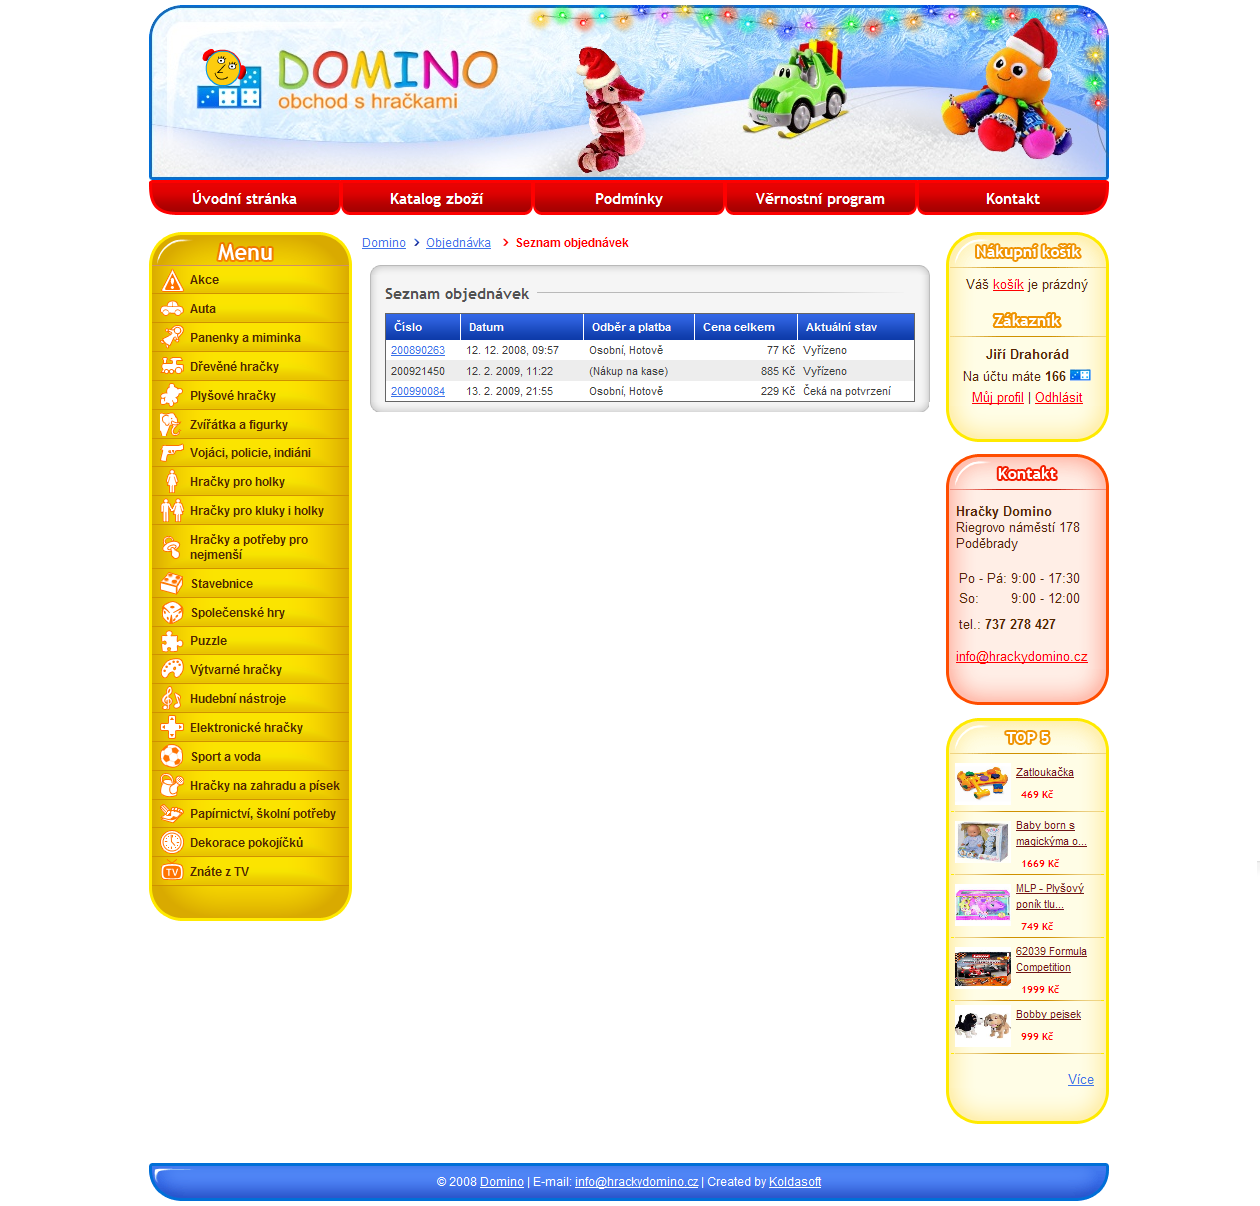 DOMINO
obchod s hračkami
Úvodní stránka
Katalog zboží
Podmínky
Věrnostní program
Kontakt
Menu
Akce
Auta
Panenky a miminka
Dřevěné hračky
Plyšové hračky
Zvířátka a figurky
Vojáci, policie, indiáni
Hračky pro holky
Hračky pro kluky i holky
Hračky a potřeby pro
nejmenší
Stavebnice
Společenské hry
Puzzle
Výtvarné hračky
Hudební nástroje
Elektronické hračky
Sport a voda
Hračky na zahradu a písek
Papírnictví, školní potřeby
Dekorace pokojíčků
TV Znáte z TV
Domino Objednávka Seznam objednávek
Seznam objednávek
Číslo Datum Odběr a platba Cena celkem Aktuální stav
200890263 12. 12. 2008, 09:57 Osobní, Hotově 77 Kč Vyřízeno
200921450 12. 2. 2009, 11:22 (Nákup na kase) 885 Kč Vyřízeno
200990084 13. 2. 2009, 21:55 Osobní, Hotově 229 Kč Čeká na potvrzení
Nákupní košík
Váš košík je prázdný
Zákazník
Jiří Drahorád
Na účtu máte 166
Můj profil | Odhlásit
Kontakt
Hračky Domino
Riegrovo náměstí 178
Poděbrady
Po - Pá: 9:00 - 17:30
So: 9:00 - 12:00
tel.: 737 278 427
info@hrackydomino.cz
TOP 5
Zatloukačka
469 Kč
Baby born s
magickýma o...
1669 Kč
MLP - Plyšový
poník tlu...
749 Kč
62039 Formula
Competition
1999 Kč
Bobby pejsek
999 Kč
Více
© 2008 Domino | E-mail: info@hrackydomino.cz | Created by Koldasoft